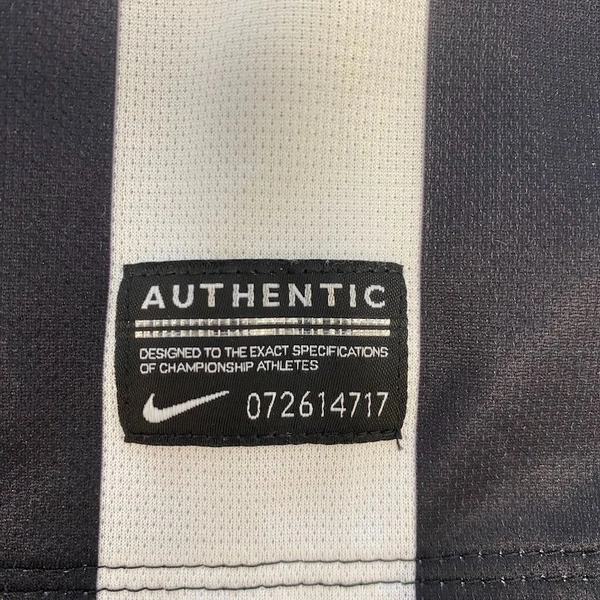 AUTHENTIC
DESIGNED TO THE EXACT SPECIFICATIONS
OF CHAMPIONSHIP ATHLETES
072614717